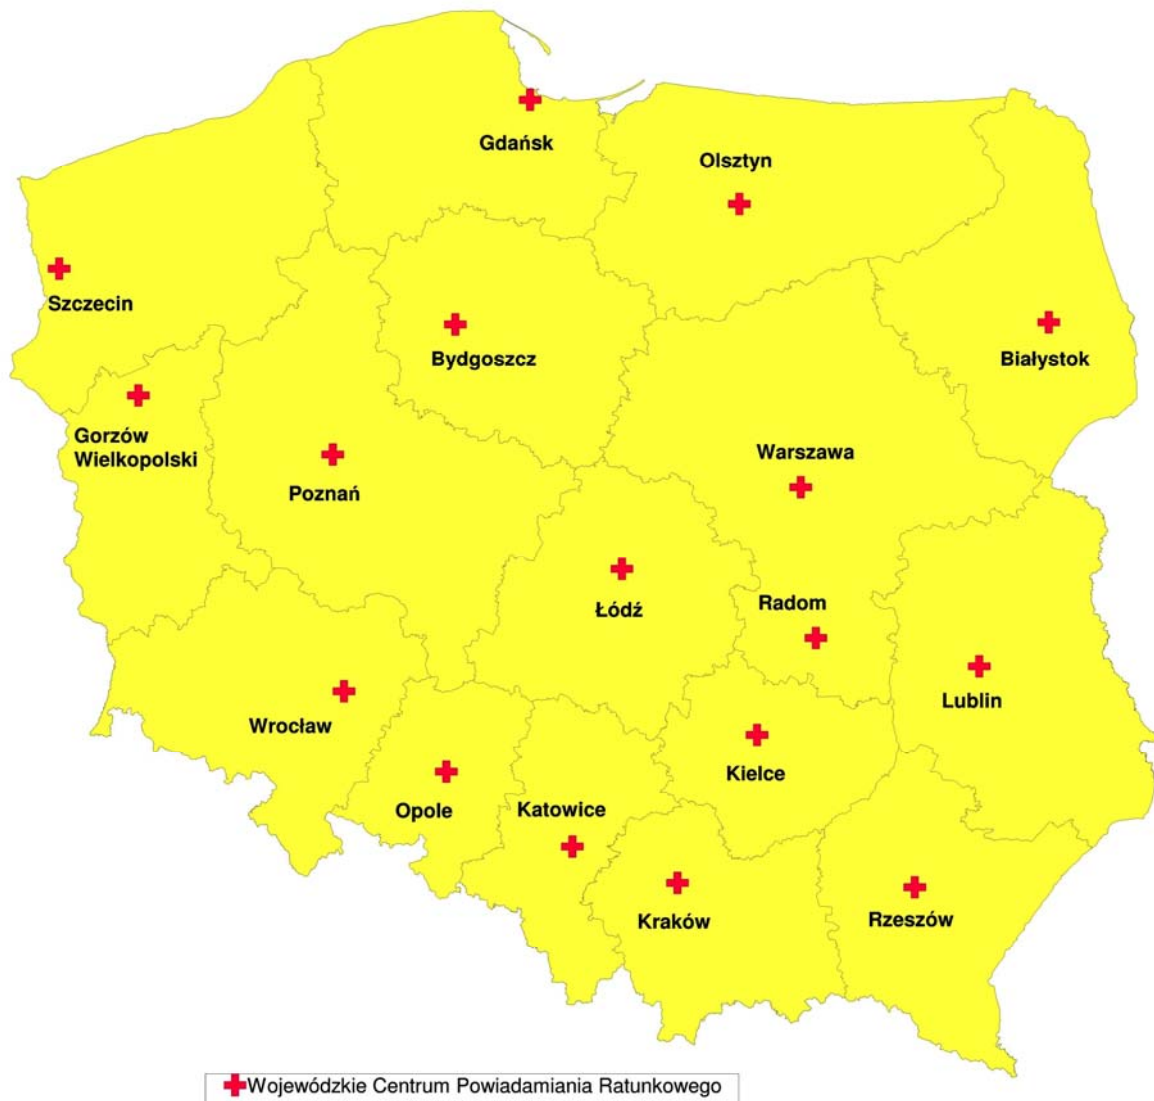 Gdańsk
Olsztyn
Szczecin
Bydgoszcz
Białystok
Gorzów
Wielkopolski
Warszawa
Poznań
Łódź
Radom
Lublin
Wrocław
Kielce
Opole
Katowice
Kraków
Rzeszów
Wojewódzkie Centrum Powiadamiania Ratunkowego